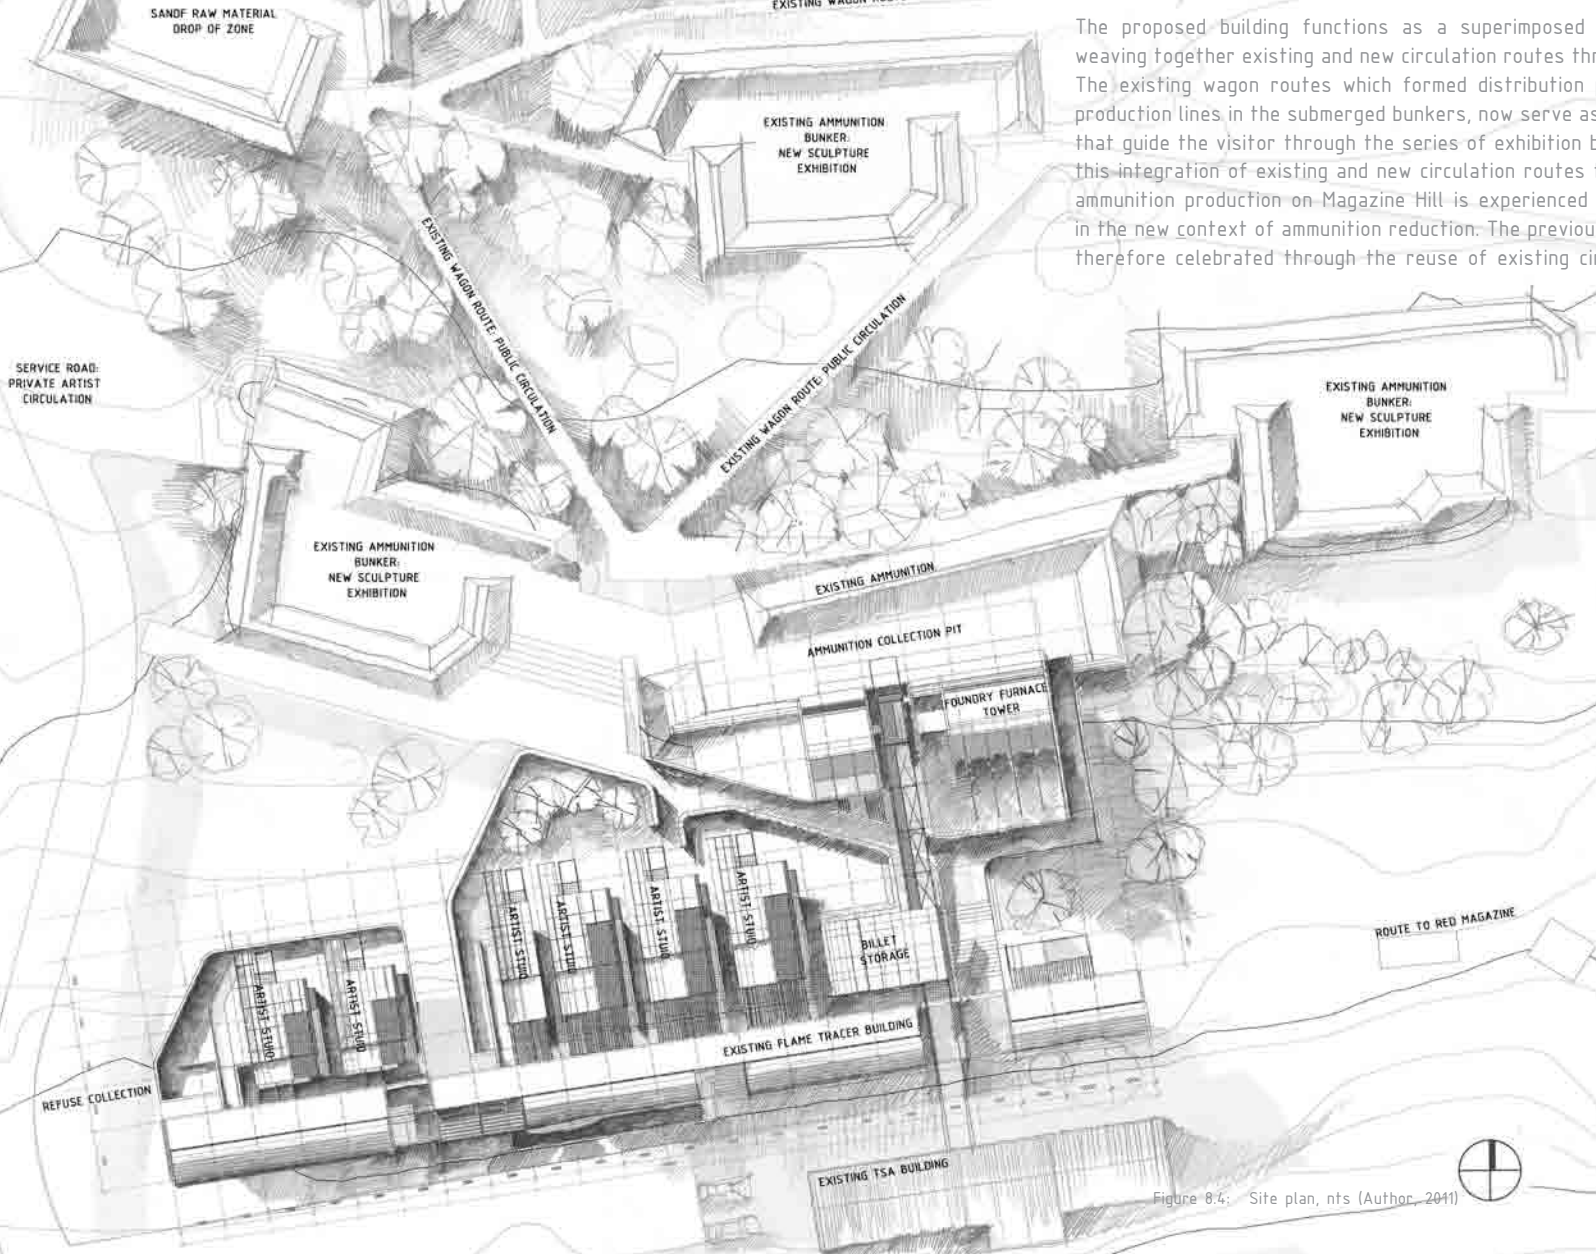 SANDF RAW MATERIAL
DROP OF ZONE
The proposed building functions as a superimposed
weaving together existing and new circulation routes thr
The existing wagon routes which formed distribution
production lines in the submerged bunkers, now serve as
that guide the visitor through the series of exhibition b
this integration of existing and new circulation routes
ammunition production on Magazine Hill is experienced
in the new context of ammunition reduction. The previou
therefore celebrated through the reuse of existing ci
EXISTING AMMUNITION
BUNKER:
NEW SCULPTURE
EXHIBITION
EXISTING WAGON ROUTE: PUBLIC CIRCULATION
EXISTING WAGON ROUTE: PUBLIC CIRCULATION
SERVICE ROAD:
PRIVATE ARTIST
CIRCULATION
EXISTING AMMUNITION
BUNKER:
NEW SCULPTURE
EXHIBITION
EXISTING AMMUNITION
BUNKER:
NEW SCULPTURE
EXHIBITION
EXISTING AMMUNITION
AMMUNITION COLLECTION PIT
FOUNDRY FURNACE
TOWER
ARTIST STUIO
ARTIST STUIO
ARTIST STUIO
ARTIST STUIO
BILLET
STORAGE
ROUTE TO RED MAGAZINE
ARTIST STUIO
ARTIST STUIO
EXISTING FLAME TRACER BUILDING
REFUSE COLLECTION
EXISTING TSA BUILDING
Figure 8.4: Site plan, nts (Author, 2011)